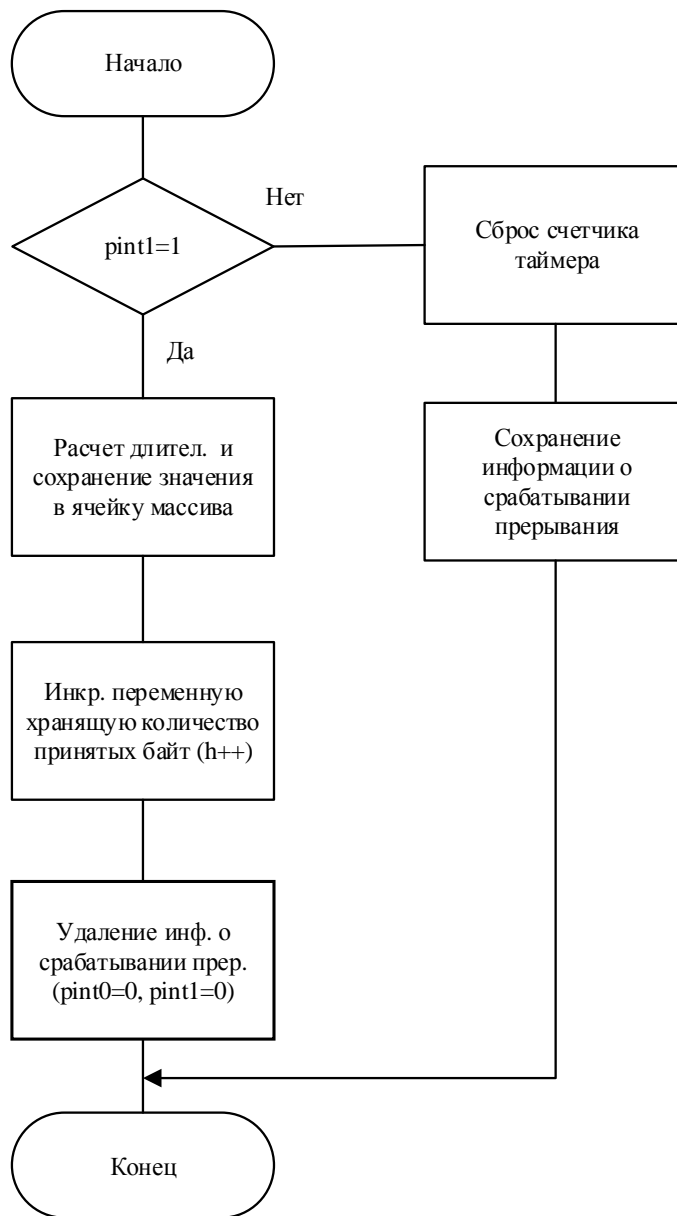 Начало
Нет
pint1=1
Сброс счетчика
таймера
Да
Расчет длител. и
сохранение значения
в ячейку массива
Сохранение
информации о
срабатывании
прерывания
Инкр. переменную
хранящую количество
принятых байт (h++)
Удаление инф. о
срабатывании прер.
(pint0=0, pint1=0)
Конец